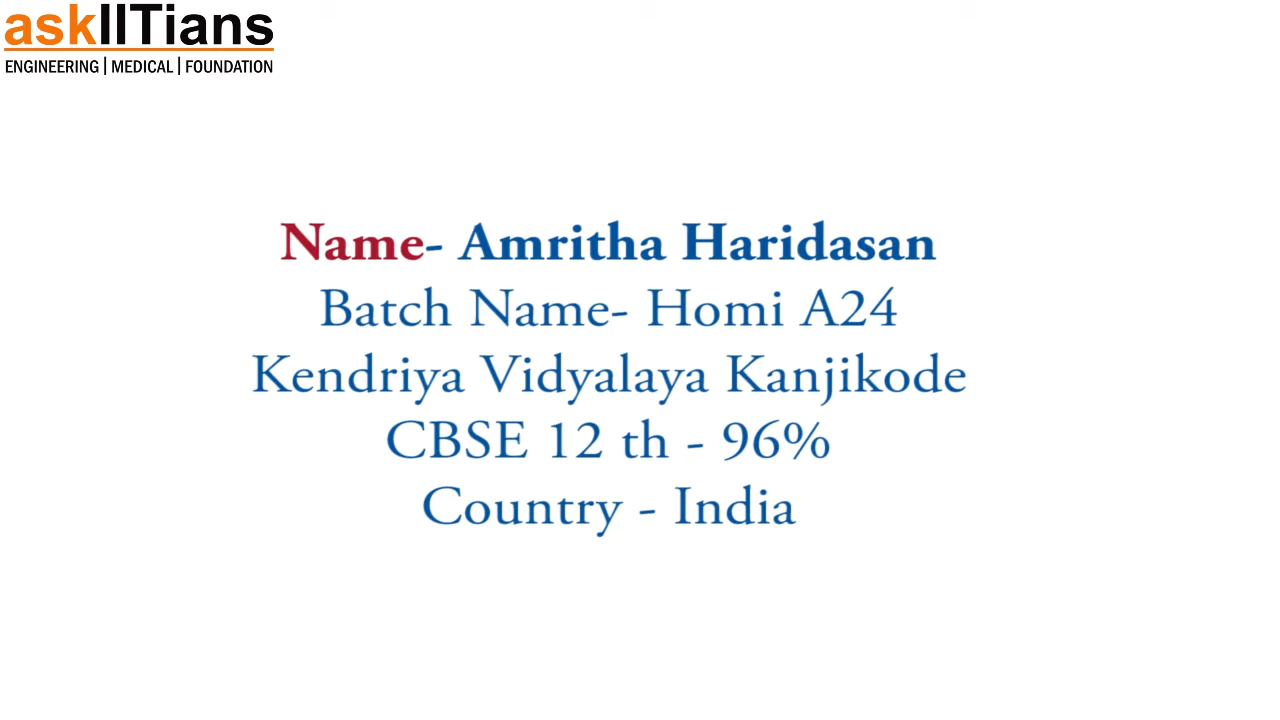 askIITians
ENGINEERING | MEDICAL | FOUNDATION
Name- Amritha Haridasan
Batch Name- Homi A24
Kendriya Vidyalaya Kanjikode
CBSE 12 th - 96%
Country - India